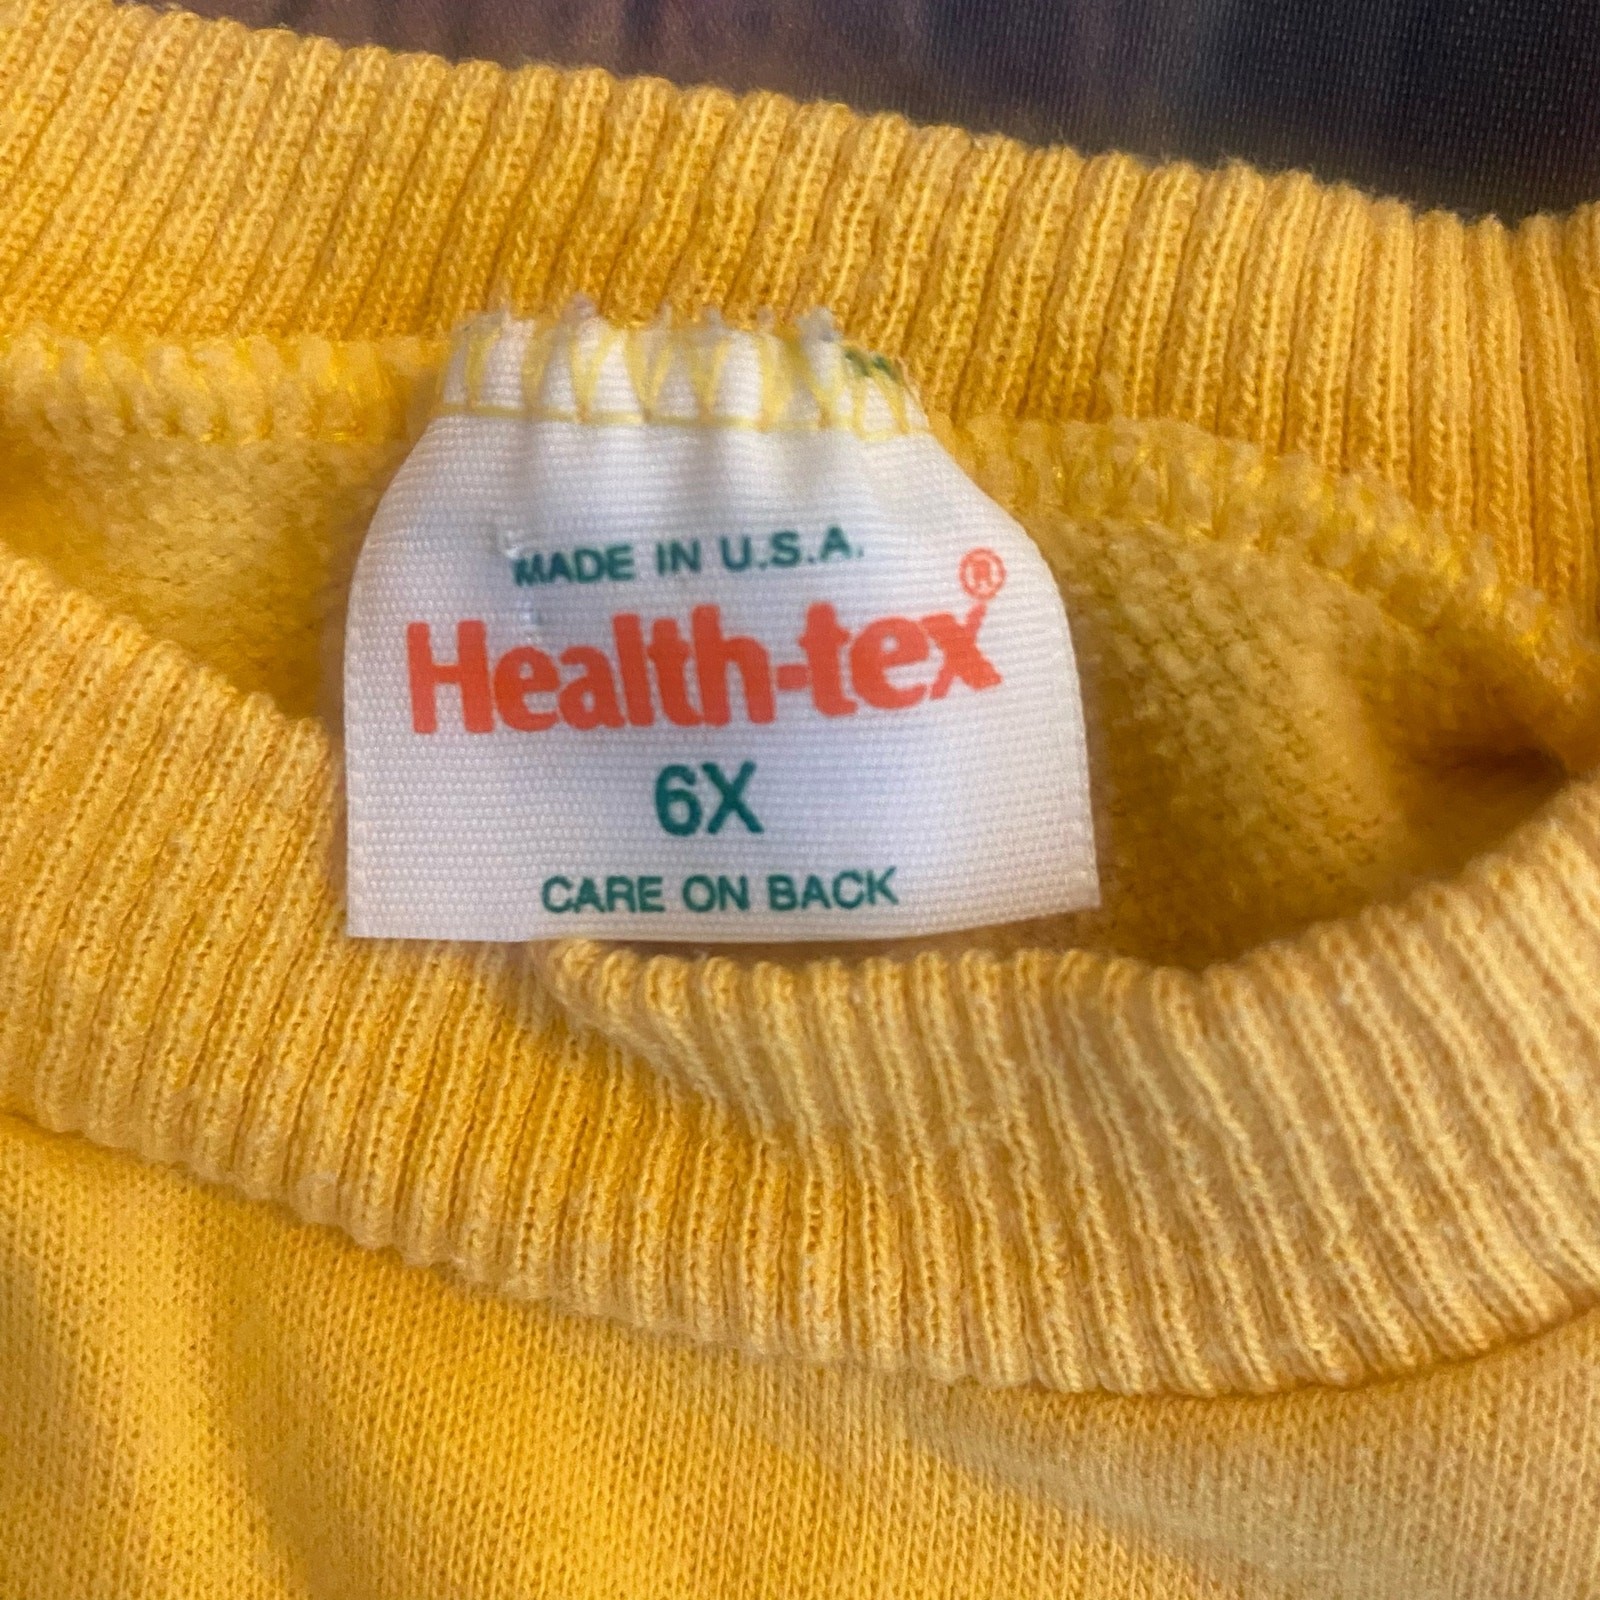 MADE IN U.S.A.
Health-tex®
6X
CARE ON BACK